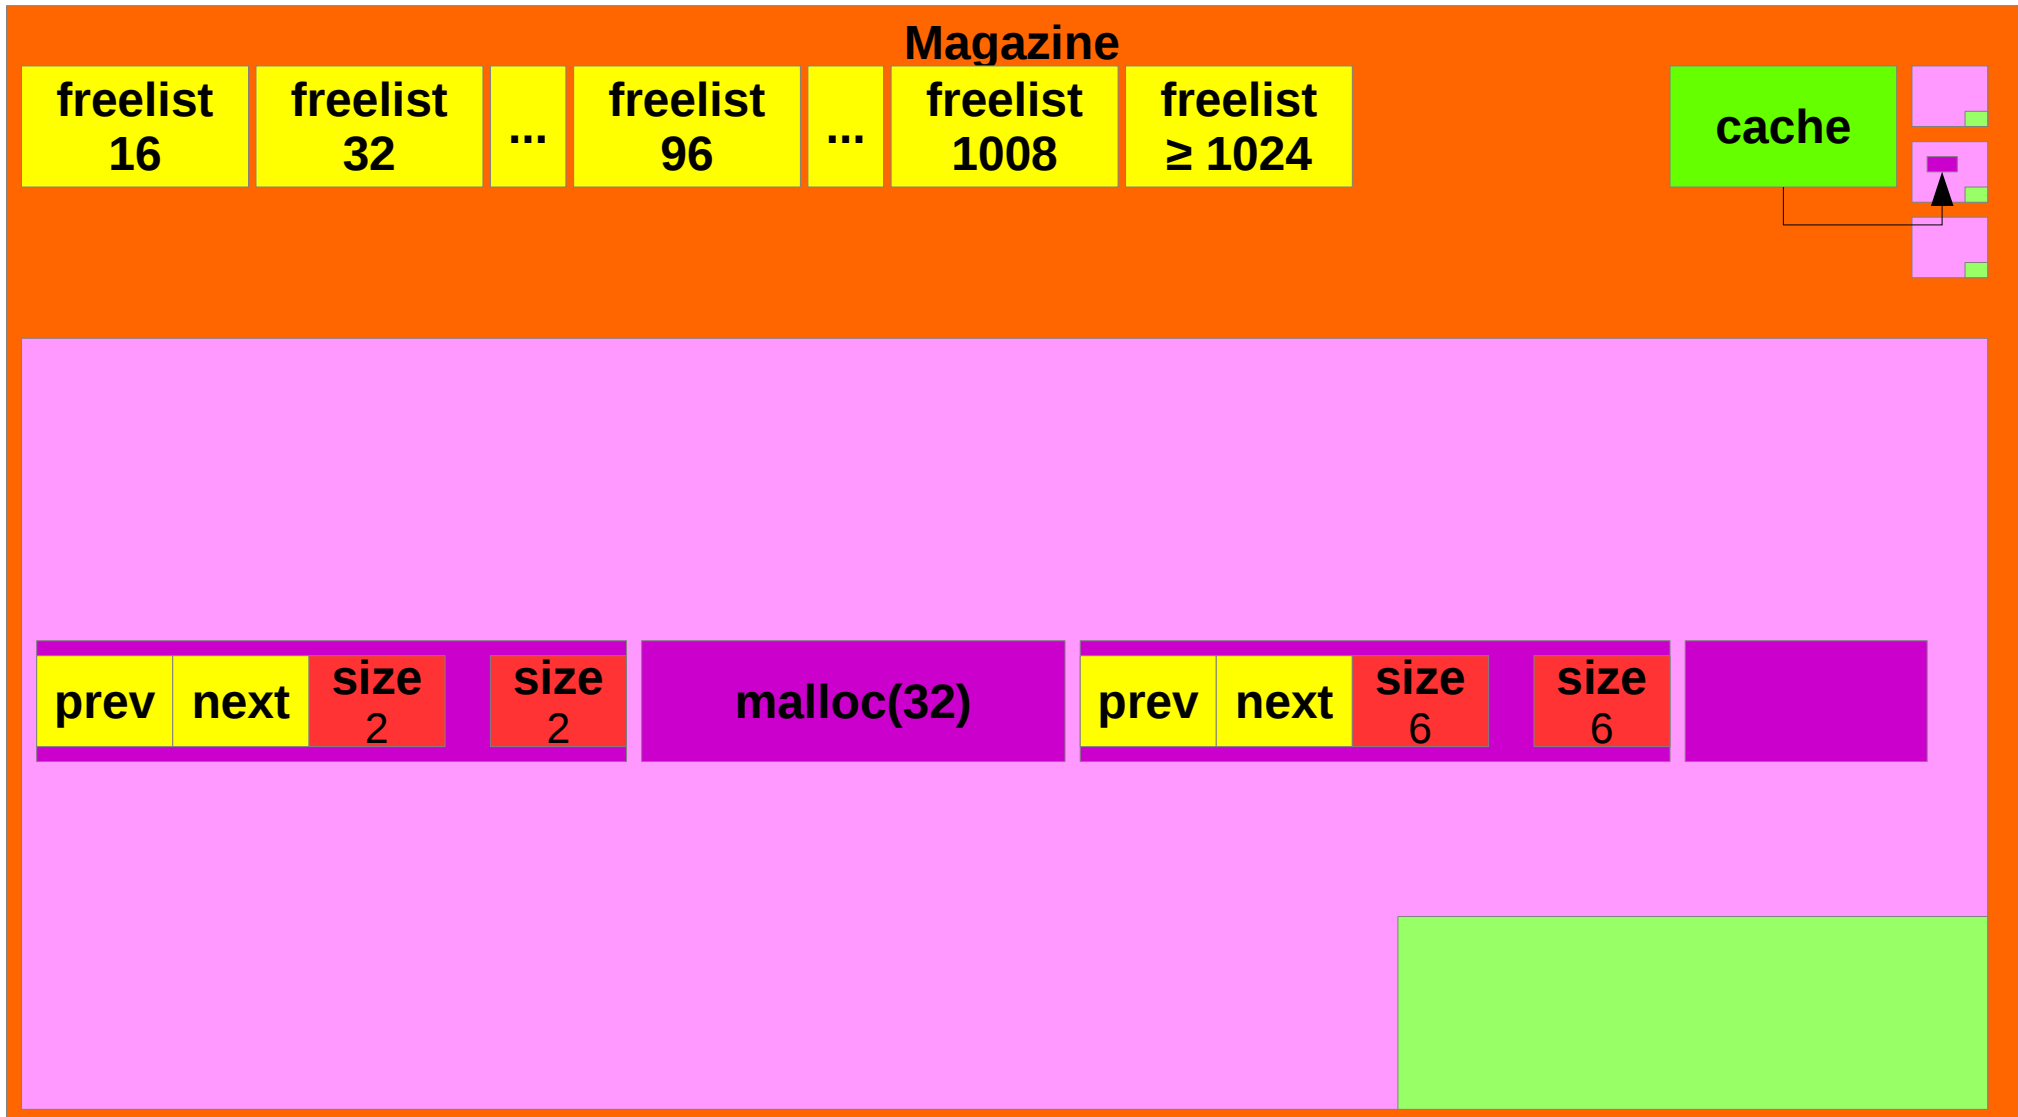 Magazine
freelist
16
freelist
32
...
freelist
96
...
freelist
1008
freelist
≥ 1024
cache
prev
next
size
2
size
2
malloc(32)
prev
next
size
6
size
6